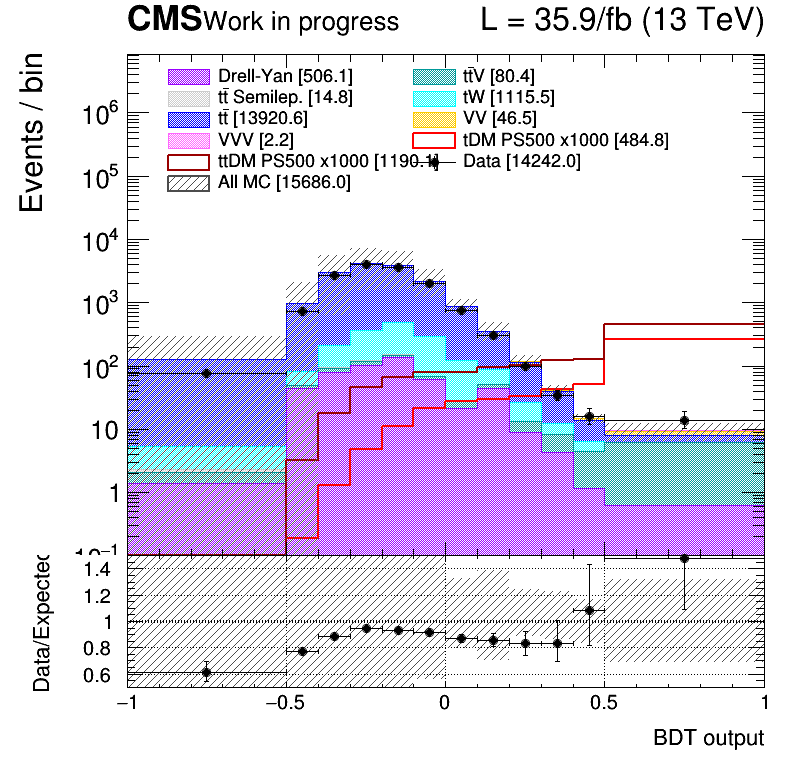 CMS Work in progress L = 35.9/fb (13 TeV)
Events / bin
Drell-Yan [506.1] tt̄V [80.4]
tt̄ Semilep. [14.8] tW [1115.5]
tt̄ [13920.6] VV [46.5]
VVV [2.2] tDM PS500 x1000 [484.8]
ttDM PS500 x1000 [1190.1] Data [14242.0]
All MC [15686.0]
10⁶
10⁵
10⁴
10³
10²
10
1
10⁻¹
Data/Expected
1.4
1.2
1
0.8
0.6
−1 −0.5 0 0.5 1
BDT output